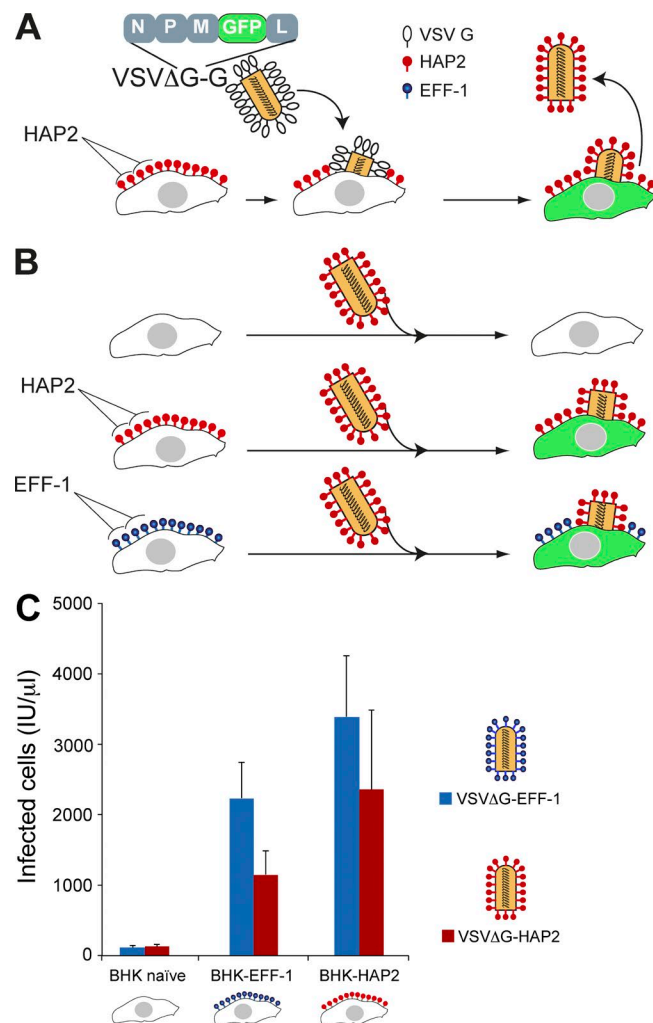 A
N P M GFP L
VSVΔG-G
VSV G
HAP2
EFF-1
HAP2
B
HAP2
EFF-1
C
Infected cells (IU/µl)
5000
4000
3000
2000
1000
0
BHK naïve
BHK-EFF-1
BHK-HAP2
VSVΔG-EFF-1
VSVΔG-HAP2